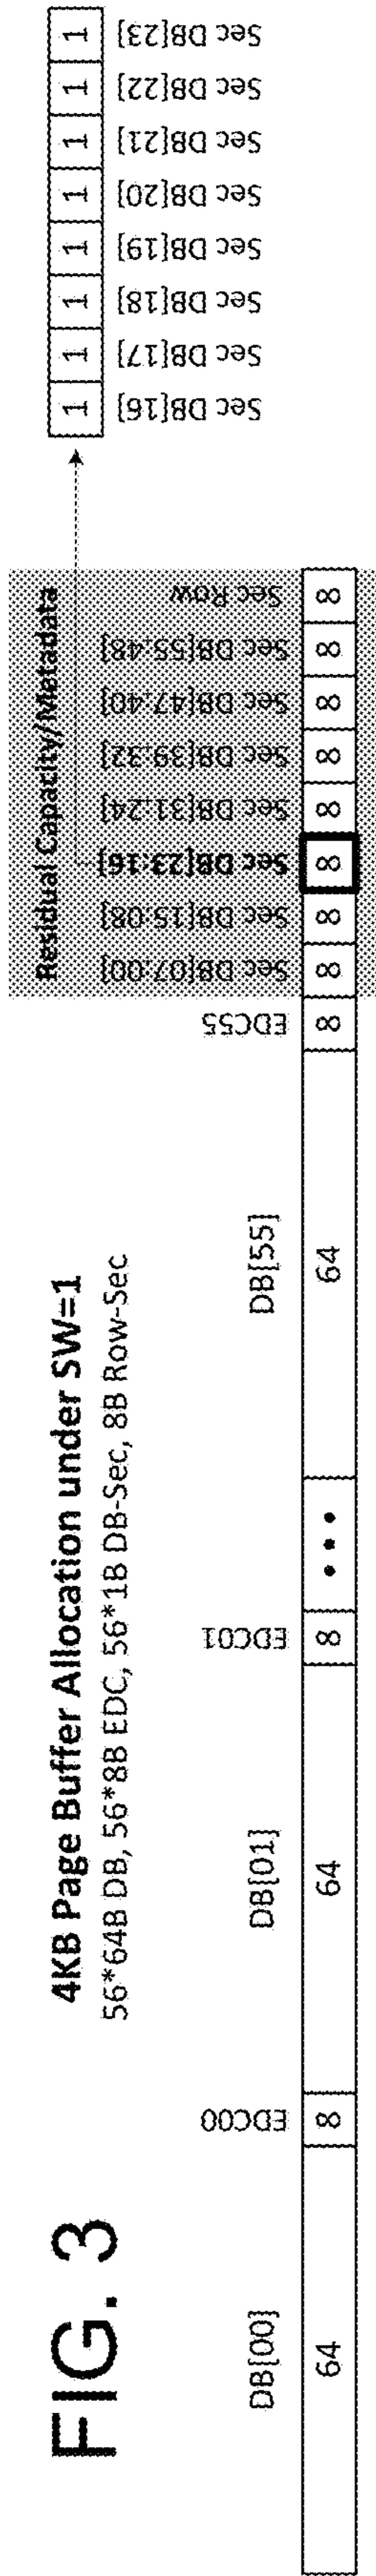 FIG. 3
4KB Page Buffer Allocation under SW=1
56*64B DB, 56*8B EDC, 56*1B DB-Sec, 8B Row-Sec
Residual Capacity/Metadata
DB[00]
EDC00
DB[01]
EDC01
DB[55]
EDC55
Sec DB[07:00]
Sec DB[15:08]
Sec DB[23:16]
Sec DB[31:24]
Sec DB[39:32]
Sec DB[47:40]
Sec DB[55:48]
Sec Row
64
8
64
8
• • •
64
8
8
8
8
8
8
8
8
8
1
1
1
1
1
1
1
1
Sec DB[16]
Sec DB[17]
Sec DB[18]
Sec DB[19]
Sec DB[20]
Sec DB[21]
Sec DB[22]
Sec DB[23]